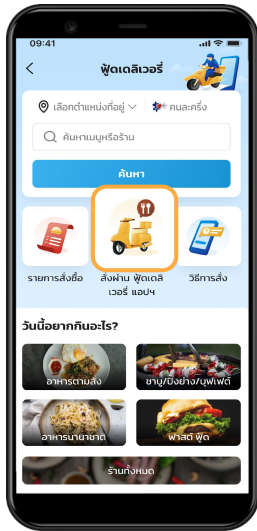 09:41
ฟู้ดเดลิเวอรี่
เลือกตำแหน่งที่อยู่ คนละครึ่ง
ค้นหาเมนูหรือร้าน
ค้นหา
รายการสั่งซื้อ
สั่งผ่าน ฟู้ดเดลิ
เวอรี่ แอปฯ
วิธีการสั่ง
วันนี้อยากกินอะไร?
อาหารตามสั่ง
ชาบู/ปิ้งย่าง/บุฟเฟต์
อาหารนานาชาติ
ฟาสต์ ฟู้ด
ร้านทั้งหมด